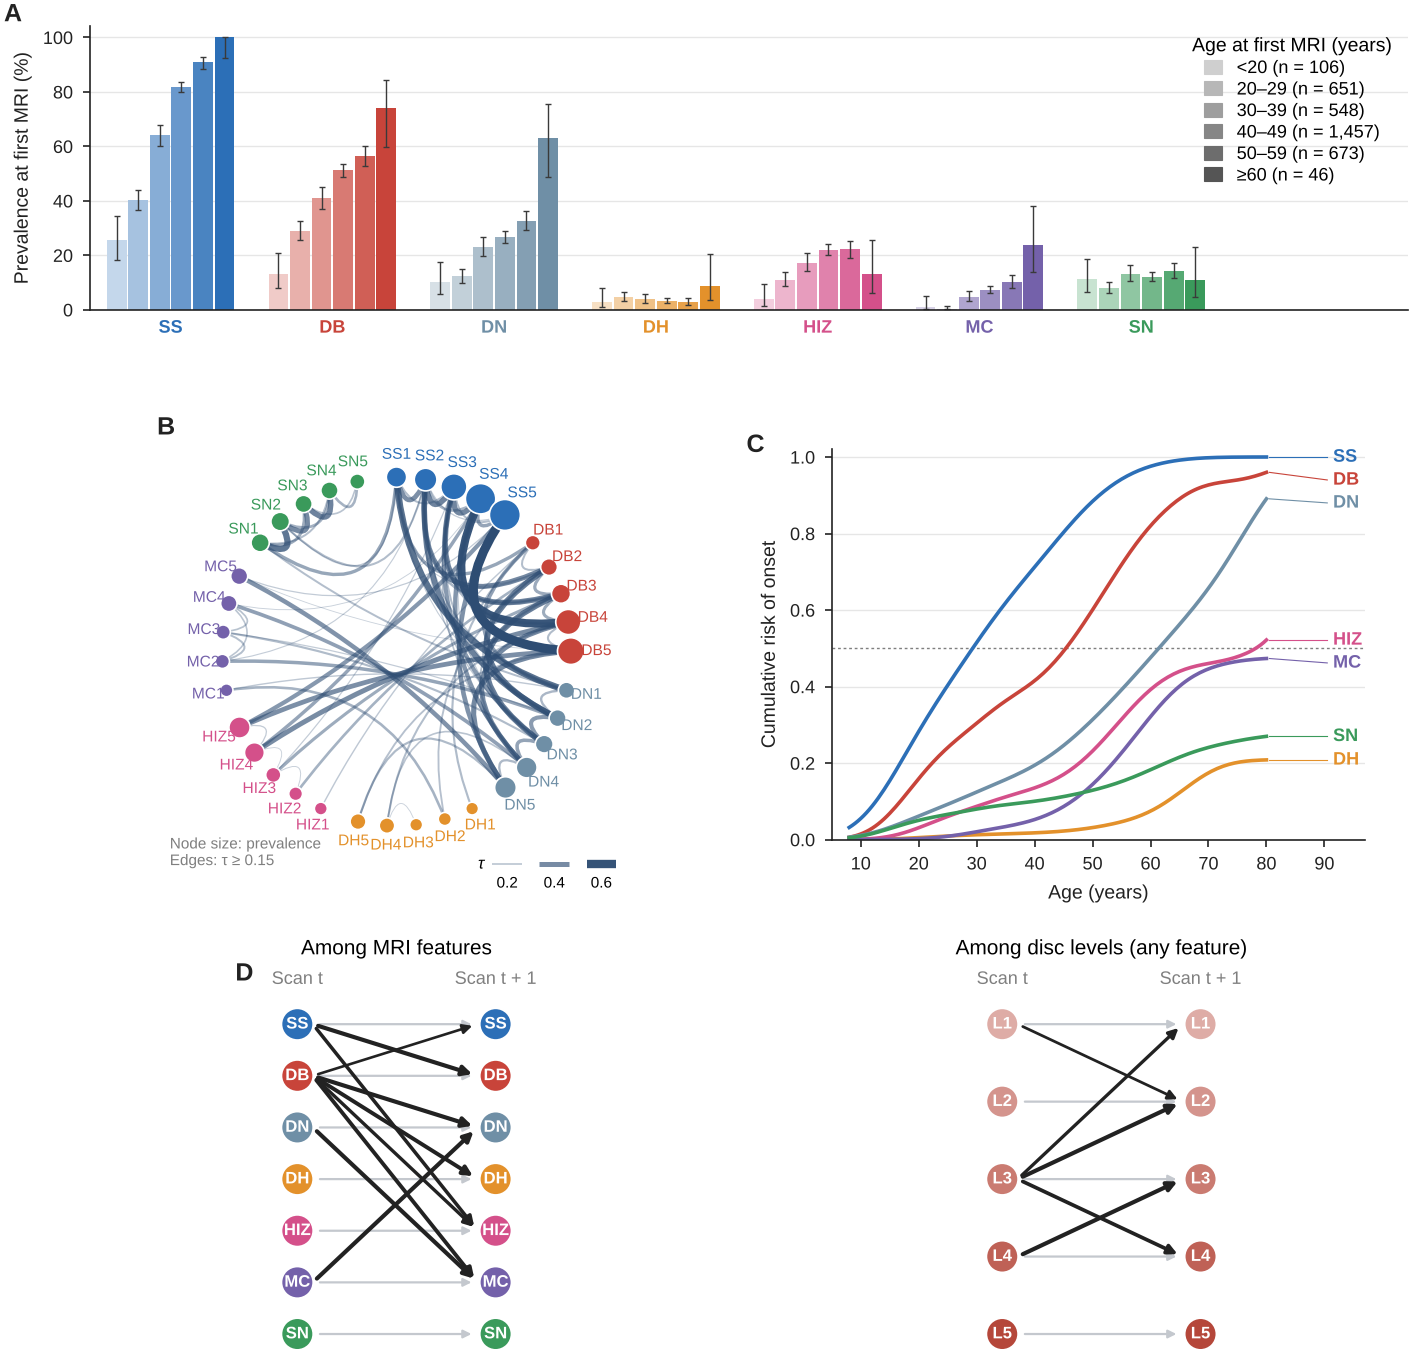 A
Prevalence at first MRI (%)
100
80
60
40
20
0
SS
DB
DN
DH
HIZ
MC
SN
Age at first MRI (years)
<20 (n = 106)
20–29 (n = 651)
30–39 (n = 548)
40–49 (n = 1,457)
50–59 (n = 673)
≥60 (n = 46)
B
SS1
SS2
SS3
SS4
SS5
DB1
DB2
DB3
DB4
DB5
DN1
DN2
DN3
DN4
DN5
DH1
DH2
DH3
DH4
DH5
HIZ1
HIZ2
HIZ3
HIZ4
HIZ5
MC1
MC2
MC3
MC4
MC5
SN1
SN2
SN3
SN4
SN5
Node size: prevalence
Edges: τ ≥ 0.15
τ
0.2
0.4
0.6
C
Cumulative risk of onset
1.0
0.8
0.6
0.4
0.2
0.0
10
20
30
40
50
60
70
80
90
Age (years)
SS
DB
DN
HIZ
MC
SN
DH
D
Among MRI features
Scan t
Scan t + 1
SS
SS
DB
DB
DN
DN
DH
DH
HIZ
HIZ
MC
MC
SN
SN
Among disc levels (any feature)
Scan t
Scan t + 1
L1
L1
L2
L2
L3
L3
L4
L4
L5
L5